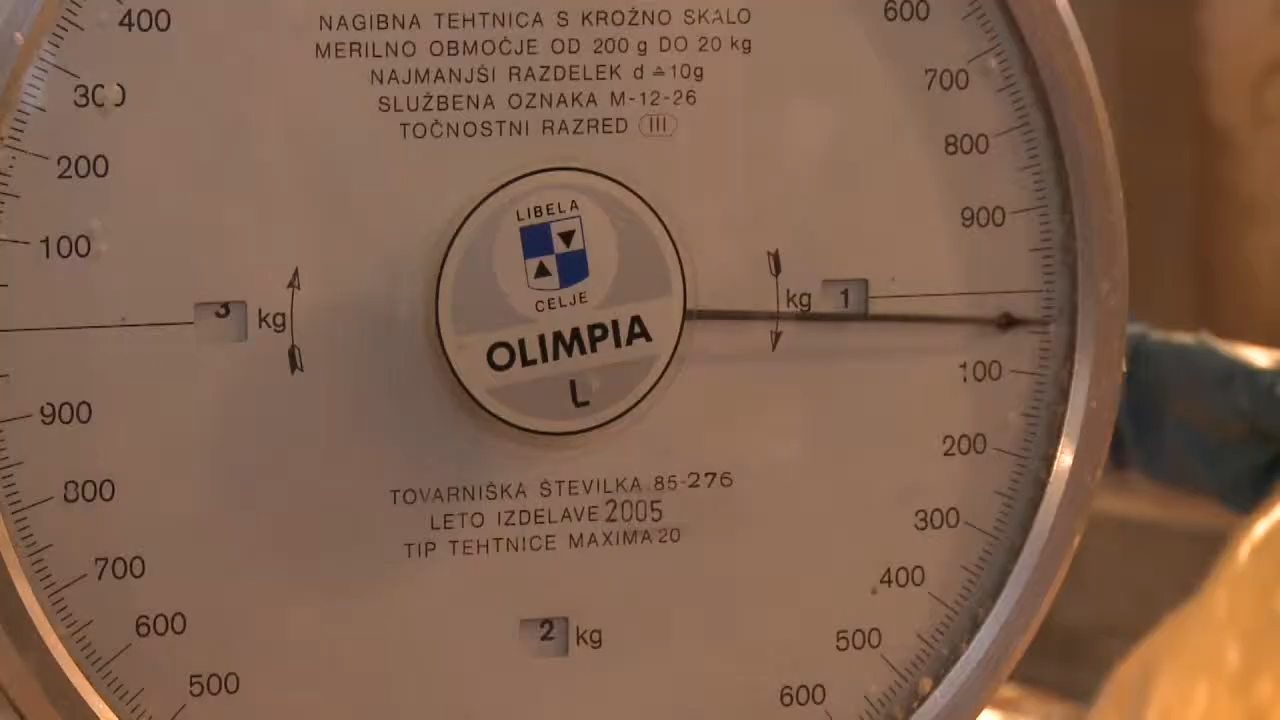 NAGIBNA TEHTNICA S KROŽNO SKALO
MERILNO OBMOČJE OD 200 g DO 20 kg
NAJMANJŠI RAZDELEK d ≙ 10g
SLUŽBENA OZNAKA M-12-26
TOČNOSTNI RAZRED III
400
300
200
100
3 kg
900
800
700
600
500
600
700
800
900
kg 1
100
200
300
400
500
600
LIBELA
CELJE
OLIMPIA
L
TOVARNIŠKA ŠTEVILKA 85-276
LETO IZDELAVE 2005
TIP TEHTNICE MAXIMA 20
2 kg